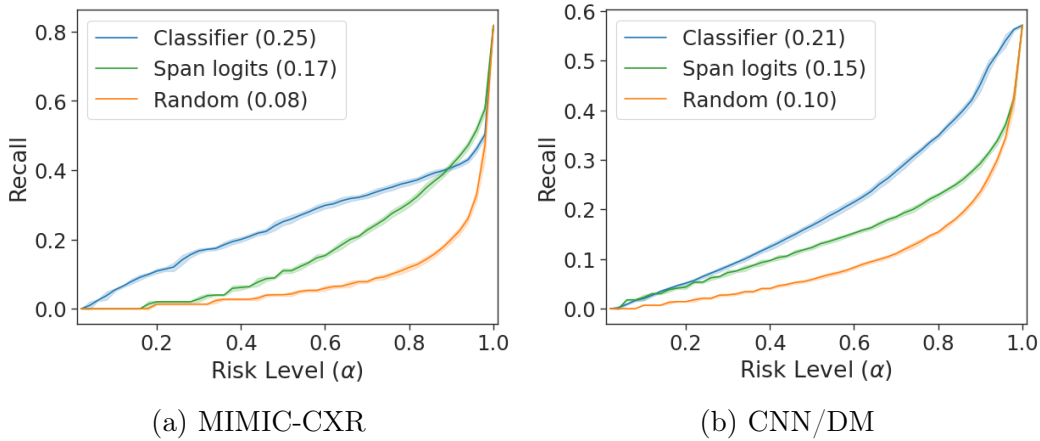 Classifier (0.25)
Span logits (0.17)
Random (0.08)
Recall
0.8
0.6
0.4
0.2
0.0
0.2 0.4 0.6 0.8 1.0
Risk Level (α)
(a) MIMIC-CXR
Classifier (0.21)
Span logits (0.15)
Random (0.10)
Recall
0.6
0.5
0.4
0.3
0.2
0.1
0.0
0.2 0.4 0.6 0.8 1.0
Risk Level (α)
(b) CNN/DM